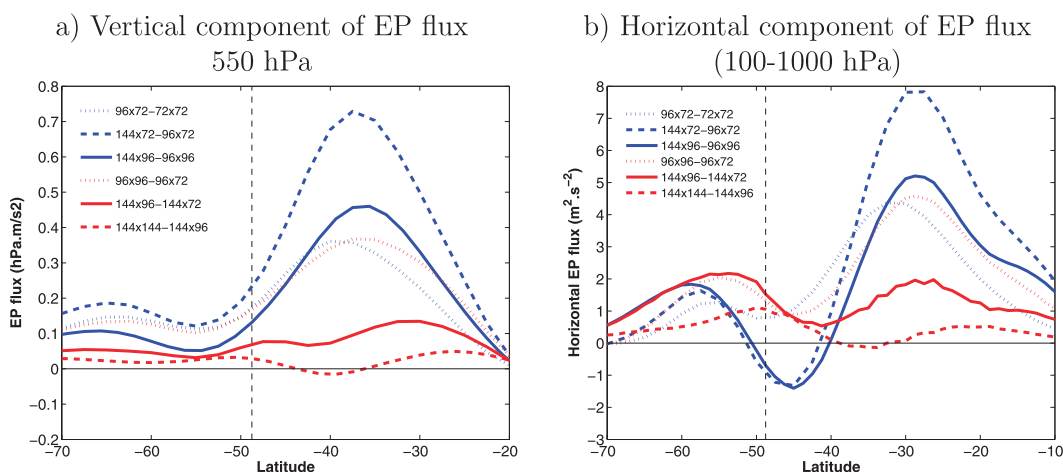 a) Vertical component of EP flux
550 hPa
0.8
0.7
0.6
0.5
0.4
0.3
0.2
0.1
0
−0.1
−0.2
EP flux (hPa.m/s2)
96x72−72x72
144x72−96x72
144x96−96x96
96x96−96x72
144x96−144x72
144x144−144x96
−70 −60 −50 −40 −30 −20
Latitude
b) Horizontal component of EP flux
(100-1000 hPa)
8
7
6
5
4
3
2
1
0
−1
−2
−3
Horizontal EP flux (m².s⁻²)
96x72−72x72
144x72−96x72
144x96−96x96
96x96−96x72
144x96−144x72
144x144−144x96
−70 −60 −50 −40 −30 −20 −10
Latitude